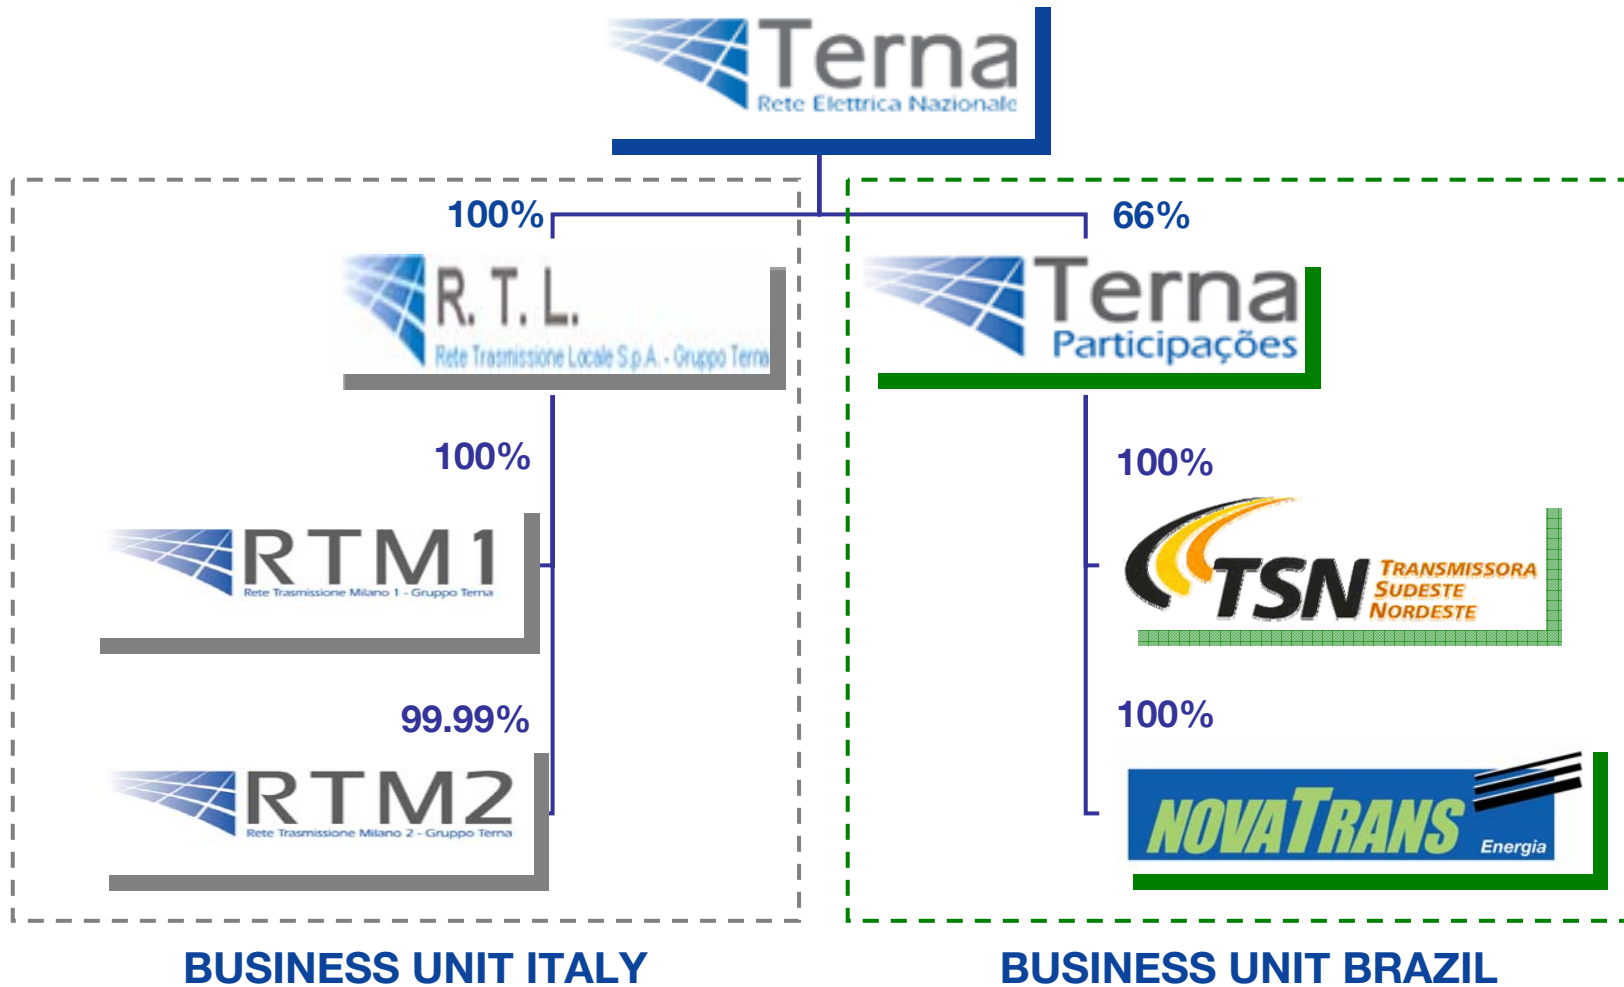 Terna
Rete Elettrica Nazionale
100%
66%
R. T. L.
Rete Trasmissione Locale S.p.A. - Gruppo Terna
Terna
Participações
100%
100%
RTM1
Rete Trasmissione Milano 1 - Gruppo Terna
TSN
TRANSMISSORA
SUDESTE
NORDESTE
99.99%
100%
RTM2
Rete Trasmissione Milano 2 - Gruppo Terna
NOVATRANS
Energia
BUSINESS UNIT ITALY
BUSINESS UNIT BRAZIL